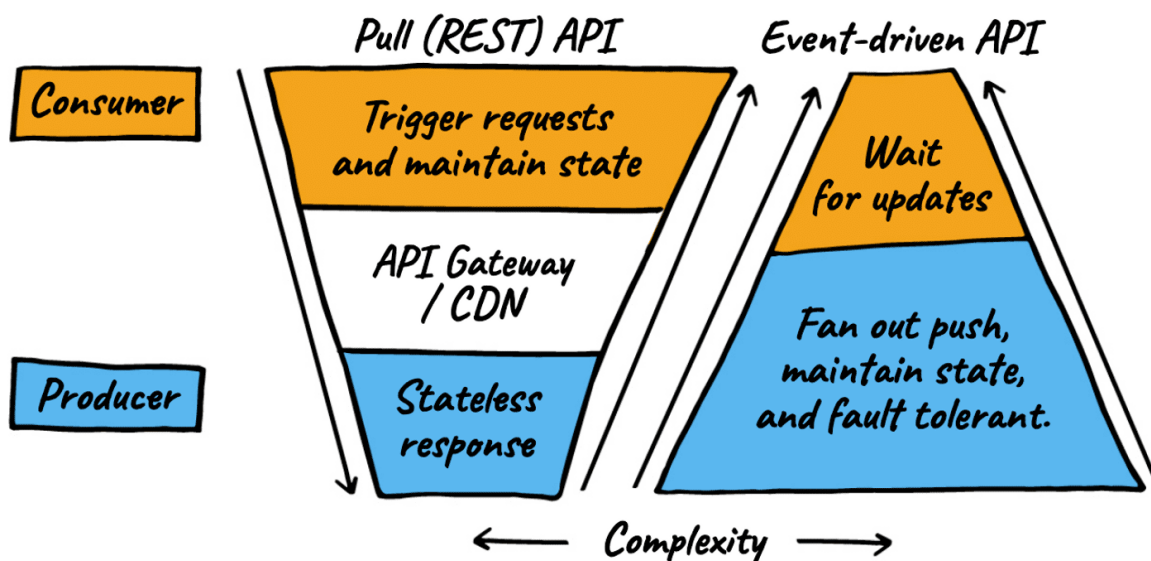 Pull (REST) API
Event-driven API
Consumer
Trigger requests
and maintain state
Wait
for updates
API Gateway
/ CDN
Producer
Stateless
response
Fan out push,
maintain state,
and fault tolerant.
Complexity